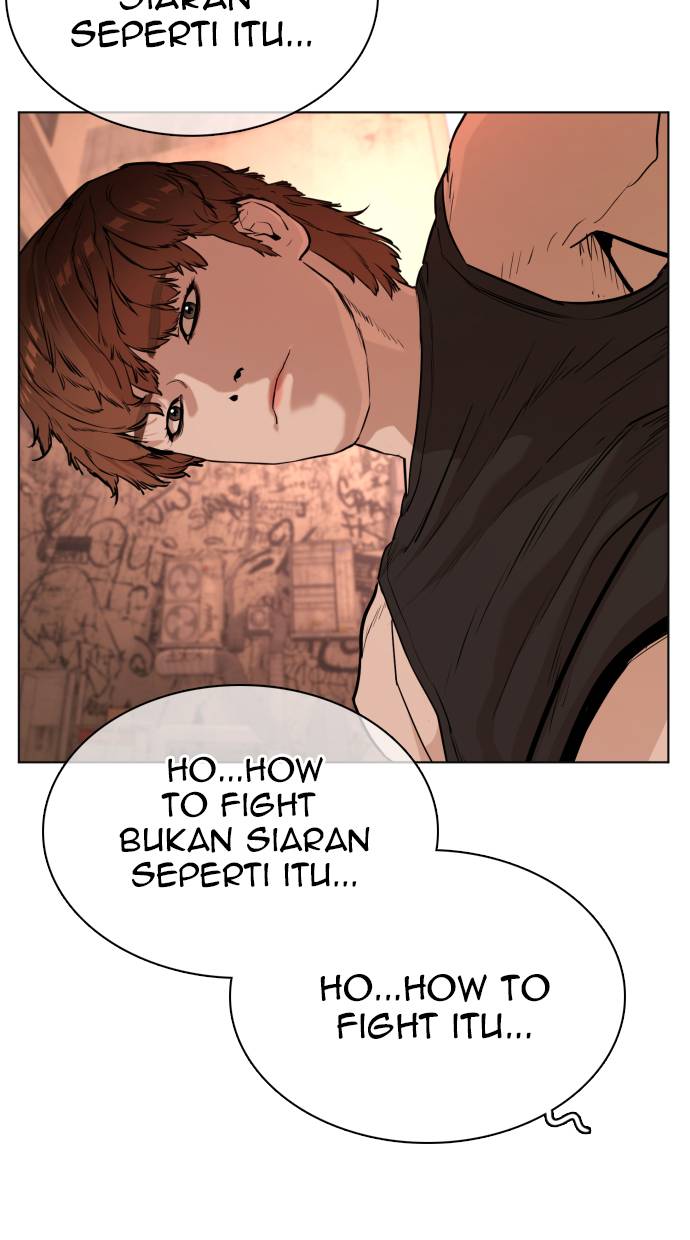 SIARAN
SEPERTI ITU...
HO...HOW
TO FIGHT
BUKAN SIARAN
SEPERTI ITU...
HO...HOW TO
FIGHT ITU...